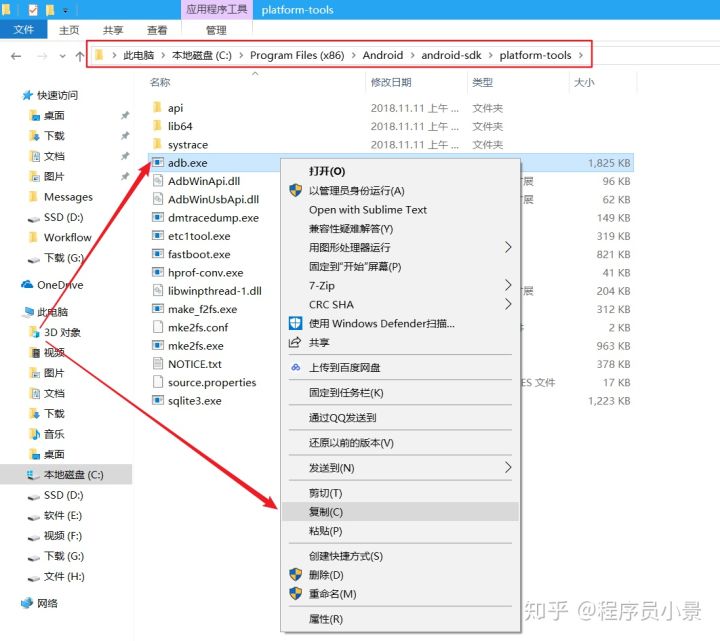 应用程序工具 platform-tools
文件 主页 共享 查看 管理
此电脑 > 本地磁盘 (C:) > Program Files (x86) > Android > android-sdk > platform-tools >
名称 修改日期 类型 大小
快速访问
桌面
下载
文档
图片
Messages
SSD (D:)
Workflow
下载 (G:)
OneDrive
此电脑
3D 对象
视频
图片
文档
下载
音乐
桌面
本地磁盘 (C:)
SSD (D:)
软件 (E:)
视频 (F:)
下载 (G:)
文件 (H:)
网络
api 2018.11.11 上午 ... 文件夹
lib64 2018.11.11 上午 ... 文件夹
systrace 2018.11.11 上午 ... 文件夹
adb.exe 1,825 KB
AdbWinApi.dll 展 96 KB
AdbWinUsbApi.dll 展 62 KB
dmtracedump.exe 149 KB
etc1tool.exe 319 KB
fastboot.exe 821 KB
hprof-conv.exe 41 KB
libwinpthread-1.dll 展 204 KB
make_f2fs.exe 312 KB
mke2fs.conf 2 KB
mke2fs.exe 963 KB
NOTICE.txt 378 KB
source.properties ES 文件 17 KB
sqlite3.exe 1,223 KB
打开(O)
以管理员身份运行(A)
Open with Sublime Text
兼容性疑难解答(Y)
用图形处理器运行
固定到"开始"屏幕(P)
7-Zip
CRC SHA
使用 Windows Defender扫描...
共享
上传到百度网盘
固定到任务栏(K)
通过QQ发送到
还原以前的版本(V)
发送到(N)
剪切(T)
复制(C)
粘贴(P)
创建快捷方式(S)
删除(D)
重命名(M)
属性(R)
知乎 @程序员小景